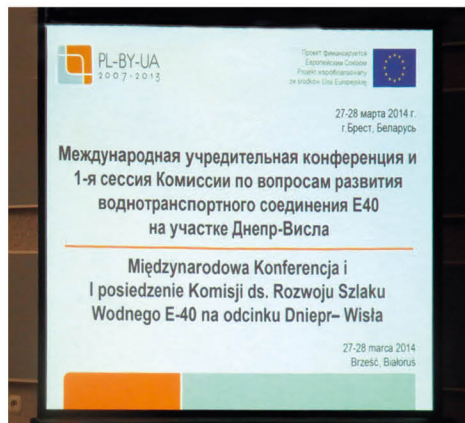 PL-BY-UA
2007-2013
Проект финансируется
Европейским Союзом
Projekt współfinansowany
ze środków Unii Europejskiej
27-28 марта 2014 г.
г.Брест, Беларусь
Международная учредительная конференция и
1-я сессия Комиссии по вопросам развития
воднотранспортного соединения Е40
на участке Днепр-Висла
Międzynarodowa Konferencja i
I posiedzenie Komisji ds. Rozwoju Szlaku
Wodnego E-40 na odcinku Dniepr– Wisła
27-28 marca 2014
Brześć, Białoruś